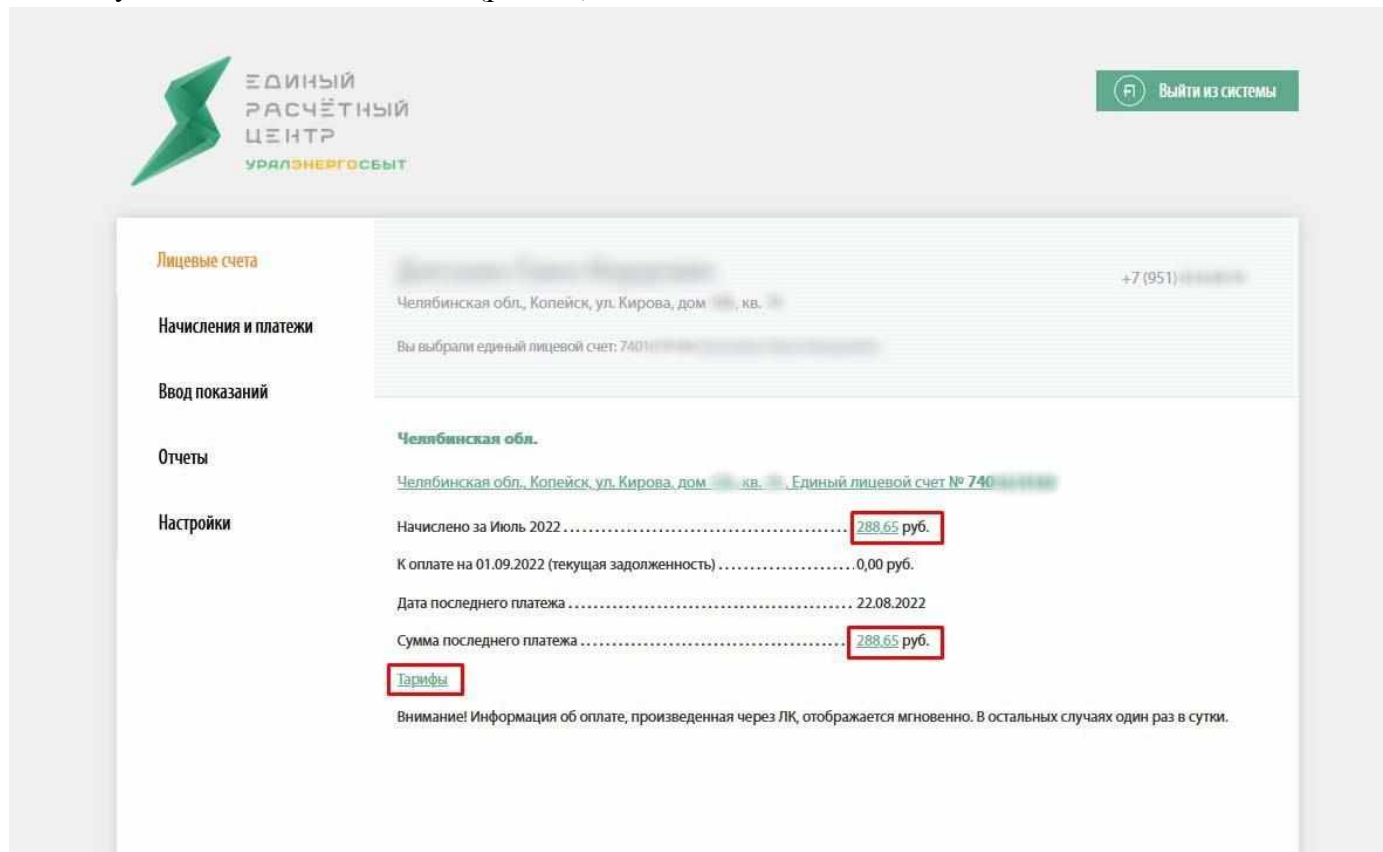 ЕДИНЫЙ
РАСЧЁТНЫЙ
ЦЕНТР
УРАЛЭНЕРГОСБЫТ
Выйти из системы
Лицевые счета
Начисления и платежи
Ввод показаний
Отчеты
Настройки
+7 (951)
Челябинская обл., Копейск, ул. Кирова, дом , кв.
Вы выбрали единый лицевой счет: 7401
Челябинская обл.
Челябинская обл., Копейск, ул. Кирова, дом , кв. , Единый лицевой счет № 740
Начислено за Июль 2022 ............................................... 288,65 руб.
К оплате на 01.09.2022 (текущая задолженность) ...................... 0,00 руб.
Дата последнего платежа ............................................... 22.08.2022
Сумма последнего платежа ............................................ 288,65 руб.
Тарифы
Внимание! Информация об оплате, произведенная через ЛК, отображается мгновенно. В остальных случаях один раз в сутки.